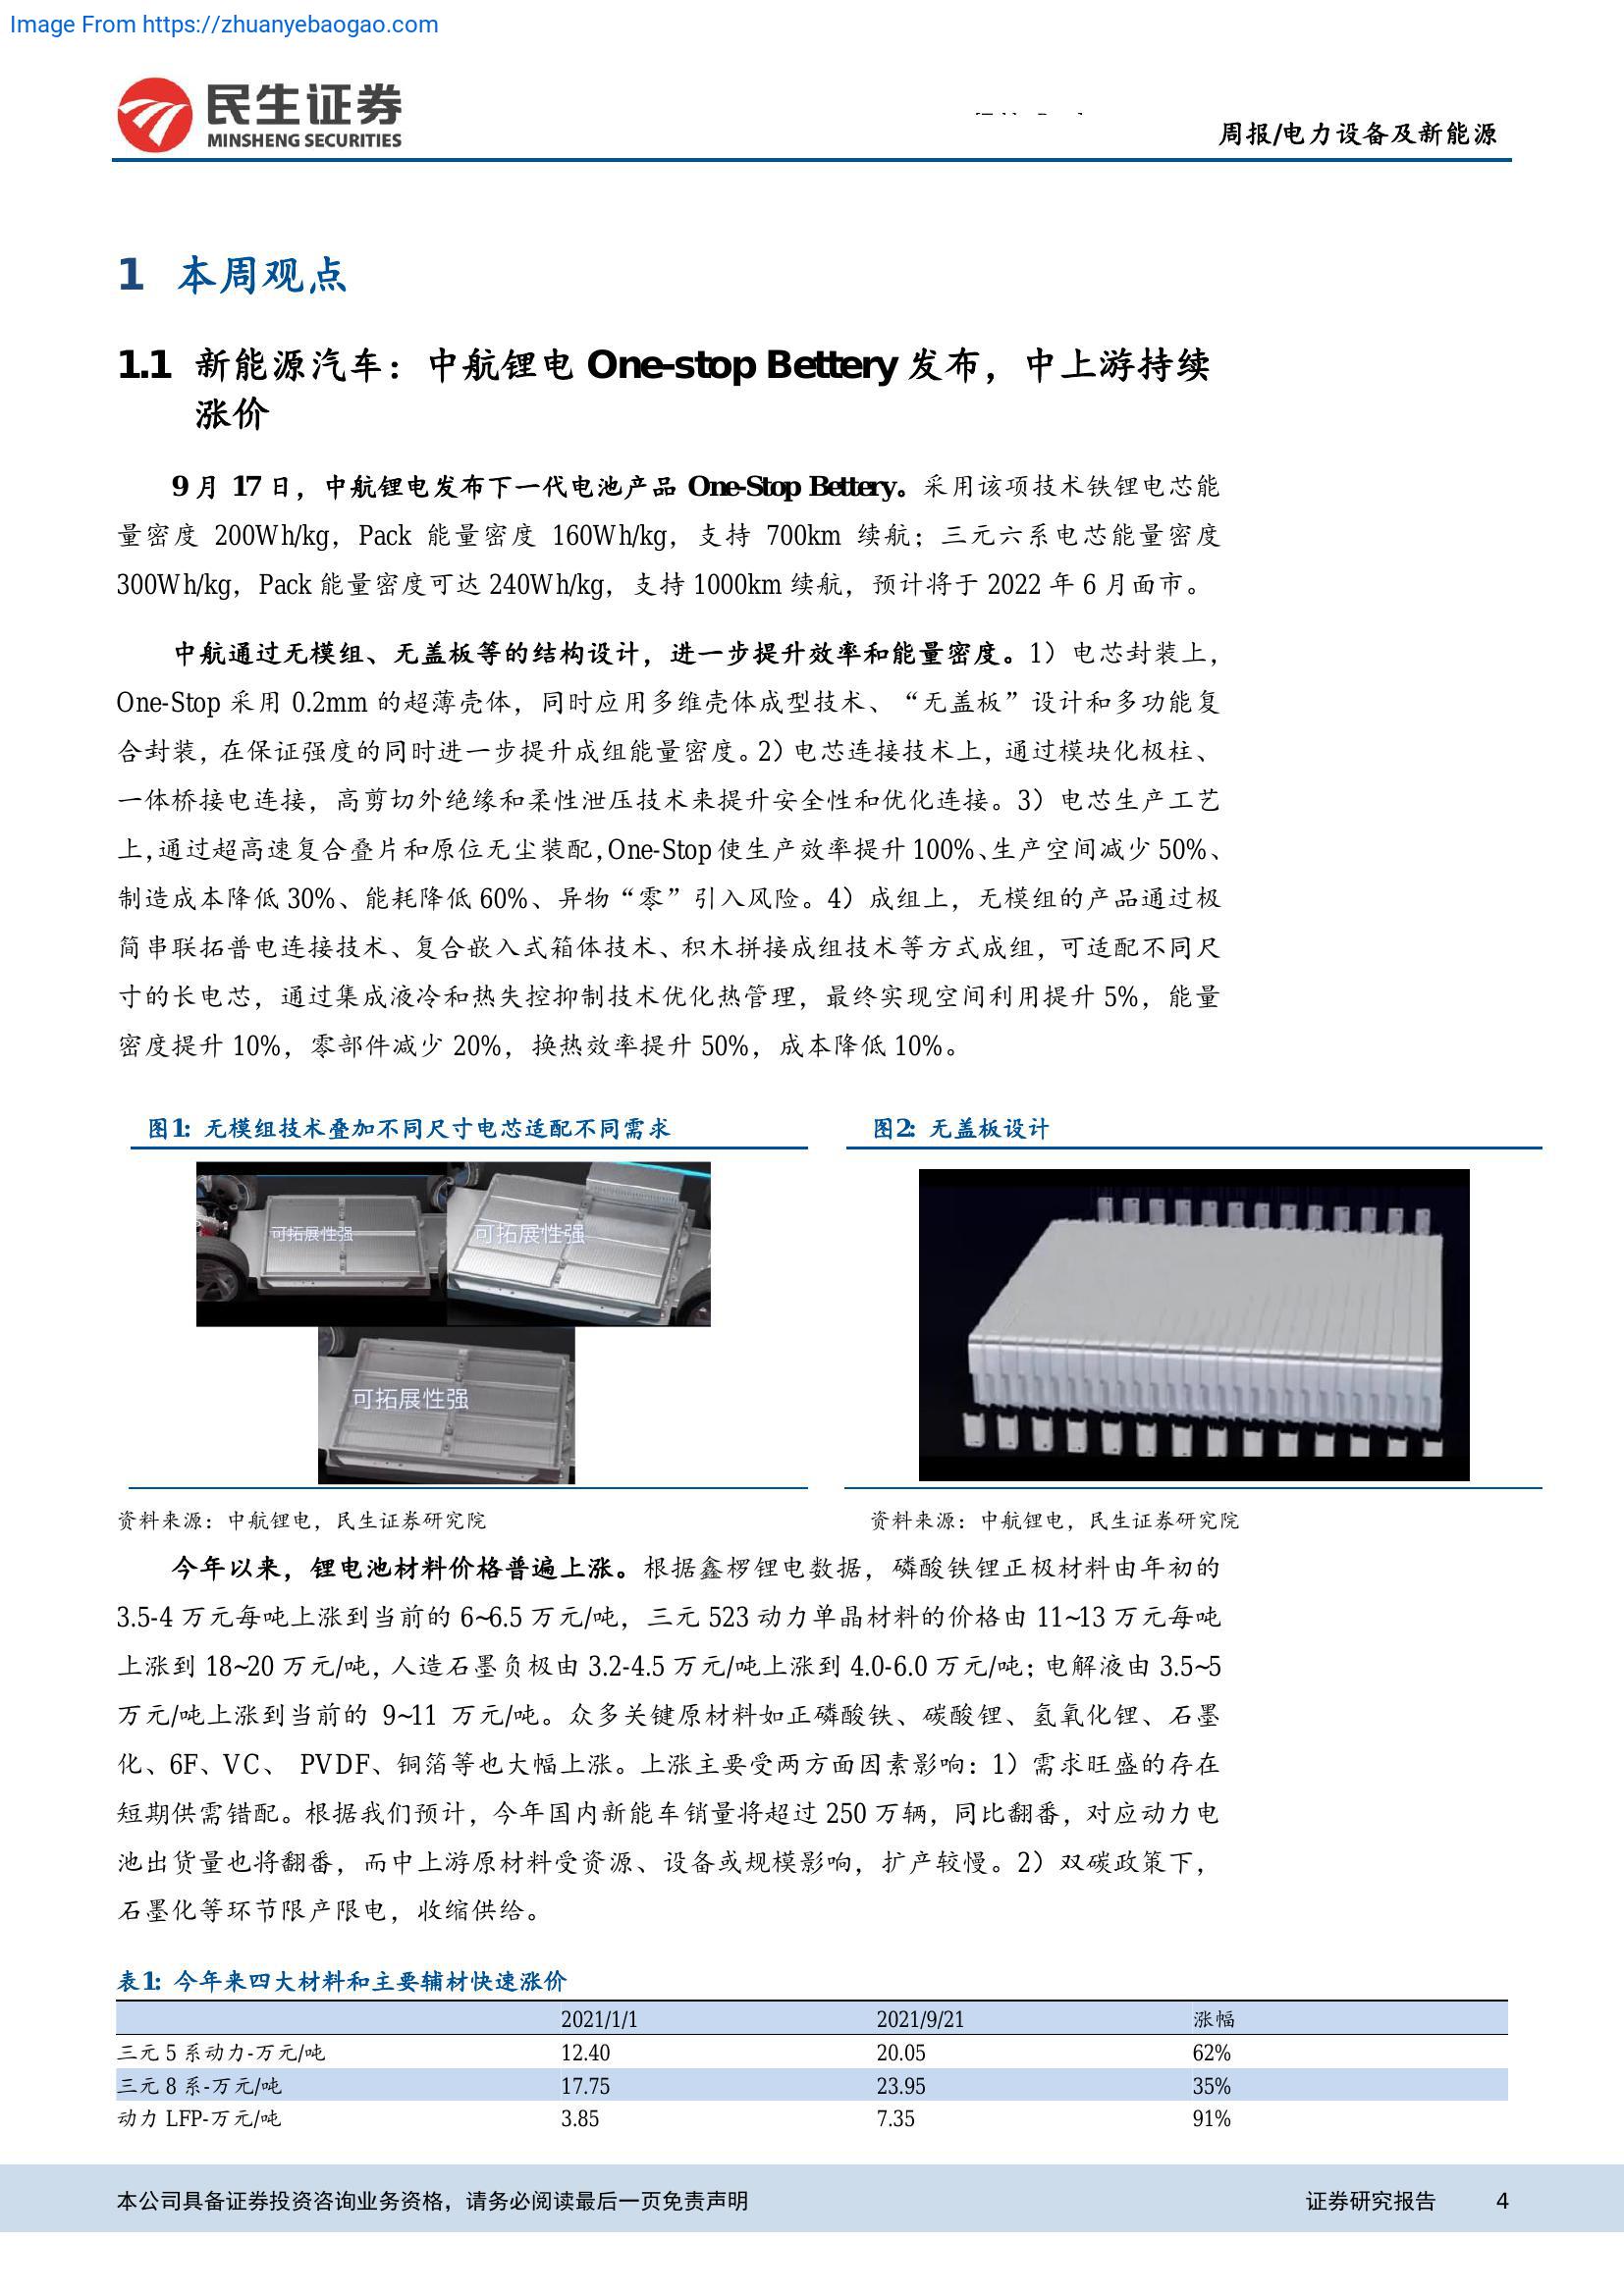 Image From https://zhuanyebaogao.com
民生证券
MINSHENG SECURITIES
周报/电力设备及新能源
1 本周观点
1.1 新能源汽车：中航锂电 One-stop Bettery 发布，中上游持续
涨价
9 月 17 日，中航锂电发布下一代电池产品 One-Stop Bettery。采用该项技术铁锂电芯能
量密度 200Wh/kg，Pack 能量密度 160Wh/kg，支持 700km 续航；三元六系电芯能量密度
300Wh/kg，Pack 能量密度可达 240Wh/kg，支持 1000km 续航，预计将于 2022 年 6 月面市。
中航通过无模组、无盖板等的结构设计，进一步提升效率和能量密度。1）电芯封装上，
One-Stop 采用 0.2mm 的超薄壳体，同时应用多维壳体成型技术、“无盖板”设计和多功能复
合封装，在保证强度的同时进一步提升成组能量密度。2）电芯连接技术上，通过模块化极柱、
一体桥接电连接，高剪切外绝缘和柔性泄压技术来提升安全性和优化连接。3）电芯生产工艺
上，通过超高速复合叠片和原位无尘装配，One-Stop 使生产效率提升 100%、生产空间减少 50%、
制造成本降低 30%、能耗降低 60%、异物“零”引入风险。4）成组上，无模组的产品通过极
简串联拓普电连接技术、复合嵌入式箱体技术、积木拼接成组技术等方式成组，可适配不同尺
寸的长电芯，通过集成液冷和热失控抑制技术优化热管理，最终实现空间利用提升 5%，能量
密度提升 10%，零部件减少 20%，换热效率提升 50%，成本降低 10%。
图1：无模组技术叠加不同尺寸电芯适配不同需求
图2：无盖板设计
可拓展性强
可拓展性强
可拓展性强
资料来源：中航锂电，民生证券研究院
资料来源：中航锂电，民生证券研究院
今年以来，锂电池材料价格普遍上涨。根据鑫椤锂电数据，磷酸铁锂正极材料由年初的
3.5-4 万元每吨上涨到当前的 6~6.5 万元/吨，三元 523 动力单晶材料的价格由 11~13 万元每吨
上涨到 18~20 万元/吨，人造石墨负极由 3.2-4.5 万元/吨上涨到 4.0-6.0 万元/吨；电解液由 3.5~5
万元/吨上涨到当前的 9~11 万元/吨。众多关键原材料如正磷酸铁、碳酸锂、氢氧化锂、石墨
化、6F、VC、 PVDF、铜箔等也大幅上涨。上涨主要受两方面因素影响：1）需求旺盛的存在
短期供需错配。根据我们预计，今年国内新能车销量将超过 250 万辆，同比翻番，对应动力电
池出货量也将翻番，而中上游原材料受资源、设备或规模影响，扩产较慢。2）双碳政策下，
石墨化等环节限产限电，收缩供给。
表1：今年来四大材料和主要辅材快速涨价
2021/1/1 2021/9/21 涨幅
三元 5 系动力-万元/吨 12.40 20.05 62%
三元 8 系-万元/吨 17.75 23.95 35%
动力 LFP-万元/吨 3.85 7.35 91%
本公司具备证券投资咨询业务资格，请务必阅读最后一页免责声明 证券研究报告 4